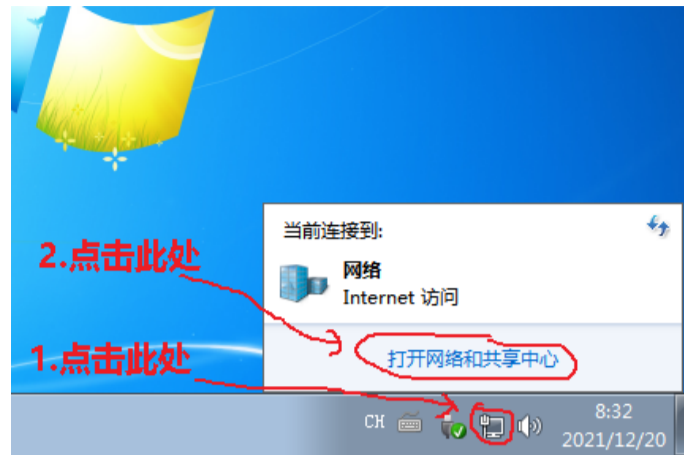 当前连接到:
2.点击此处
网络
Internet 访问
1.点击此处
打开网络和共享中心
CH
8:32
2021/12/20